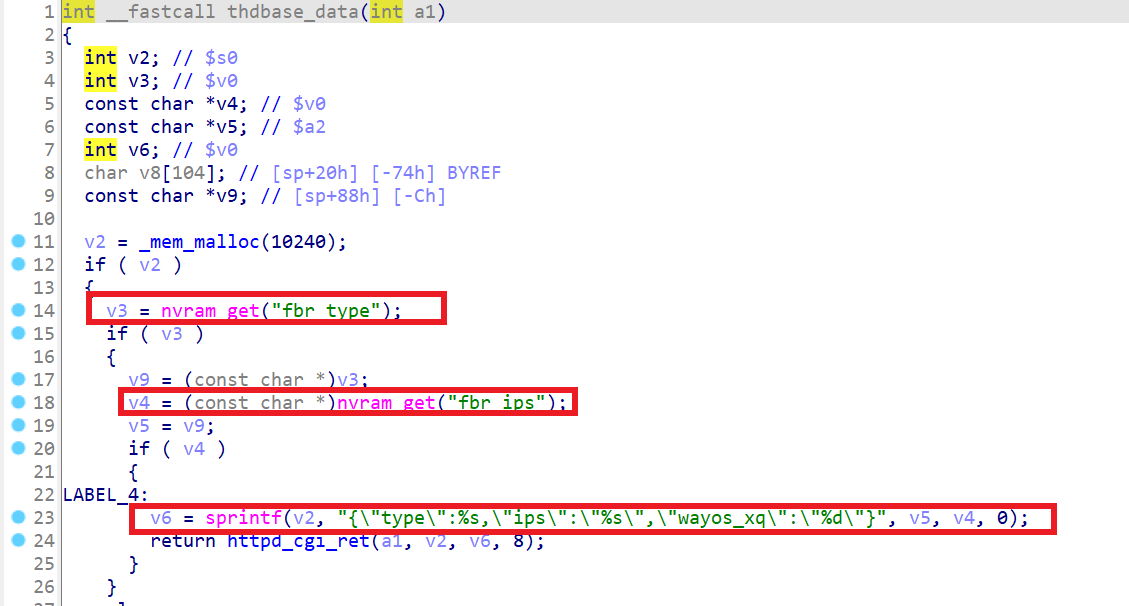 1 int __fastcall thdbase_data(int a1)
2 {
3 int v2; // $s0
4 int v3; // $v0
5 const char *v4; // $v0
6 const char *v5; // $a2
7 int v6; // $v0
8 char v8[104]; // [sp+20h] [-74h] BYREF
9 const char *v9; // [sp+88h] [-Ch]
10
11 v2 = _mem_malloc(10240);
12 if ( v2 )
13 {
14 v3 = nvram_get("fbr_type");
15 if ( v3 )
16 {
17 v9 = (const char *)v3;
18 v4 = (const char *)nvram_get("fbr_ips");
19 v5 = v9;
20 if ( v4 )
21 {
22 LABEL_4:
23 v6 = sprintf(v2, "{\"type\":%s,\"ips\":\"%s\",\"wayos_xq\":\"%d\"}", v5, v4, 0);
24 return httpd_cgi_ret(a1, v2, v6, 8);
25 }
26 }